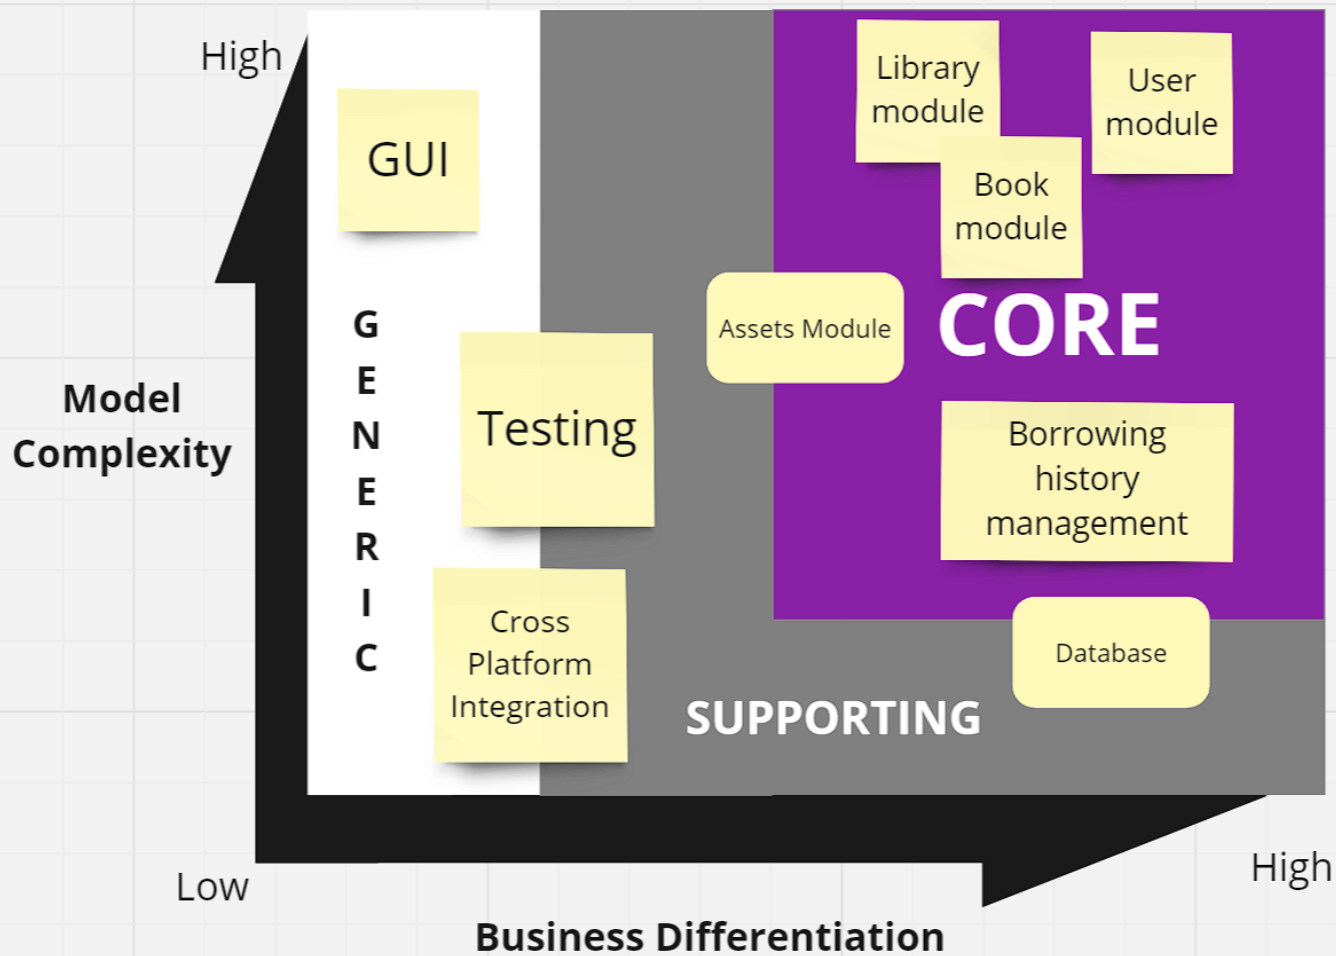 High
Library
module
User
module
GUI
Book
module
G
E
N
E
R
I
C
Assets Module
CORE
Model
Complexity
Testing
Borrowing
history
management
Cross
Platform
Integration
Database
SUPPORTING
Low
High
Business Differentiation